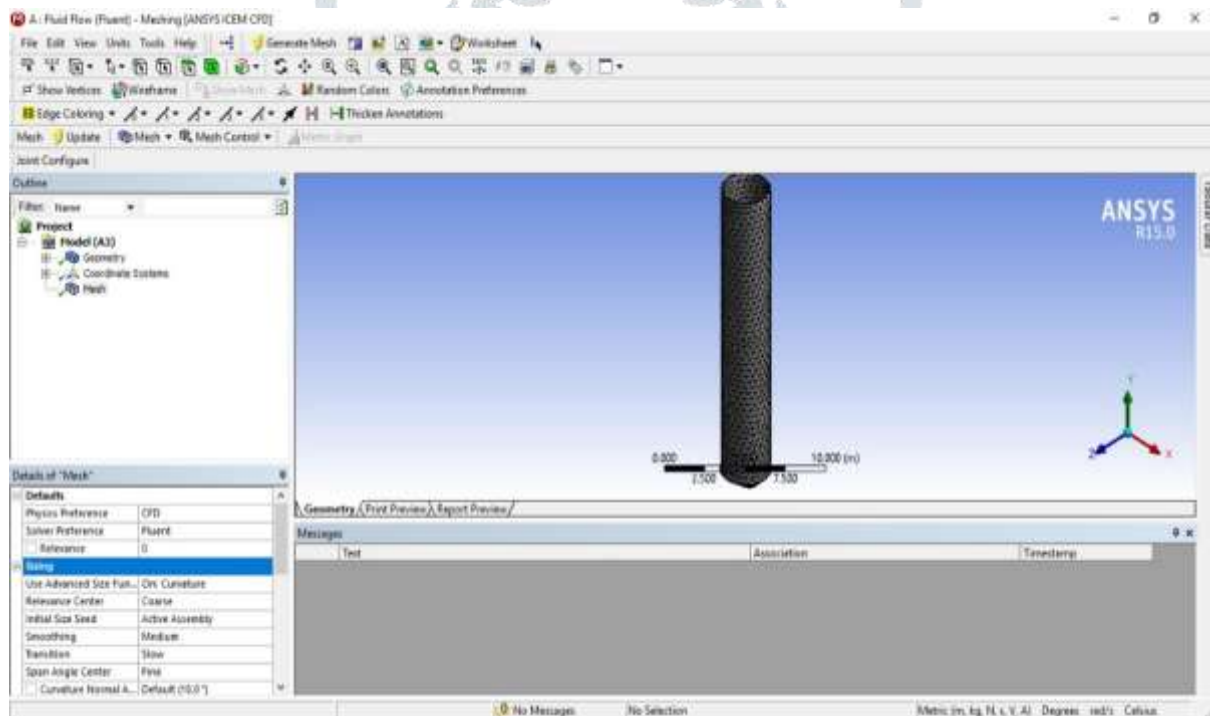 A : Fluid Flow (Fluent) - Meshing [ANSYS ICEM CFD]
File Edit View Units Tools Help Generate Mesh Worksheet
Show Vertices Wireframe Show Mesh Random Colors Annotation Preferences
Edge Coloring Thicken Annotations
Mesh Update Mesh Mesh Control Metric Graph
Joint Configure
Outline
Filter: Name
Project
Model (A3)
Geometry
Coordinate Systems
Mesh
ANSYS
R15.0
Y
Z
X
0.000 10.000 (m)
2.500 7.500
Details of "Mesh"
Defaults
Physics Preference CFD
Solver Preference Fluent
Relevance 0
Sizing
Use Advanced Size Fun... On: Curvature
Relevance Center Coarse
Initial Size Seed Active Assembly
Smoothing Medium
Transition Slow
Span Angle Center Fine
Curvature Normal A... Default (10.0 °)
Geometry Print Preview Report Preview
Messages
Text Association Timestamp
No Messages No Selection Metric (m, kg, N, s, V, A) Degrees rad/s Celsius